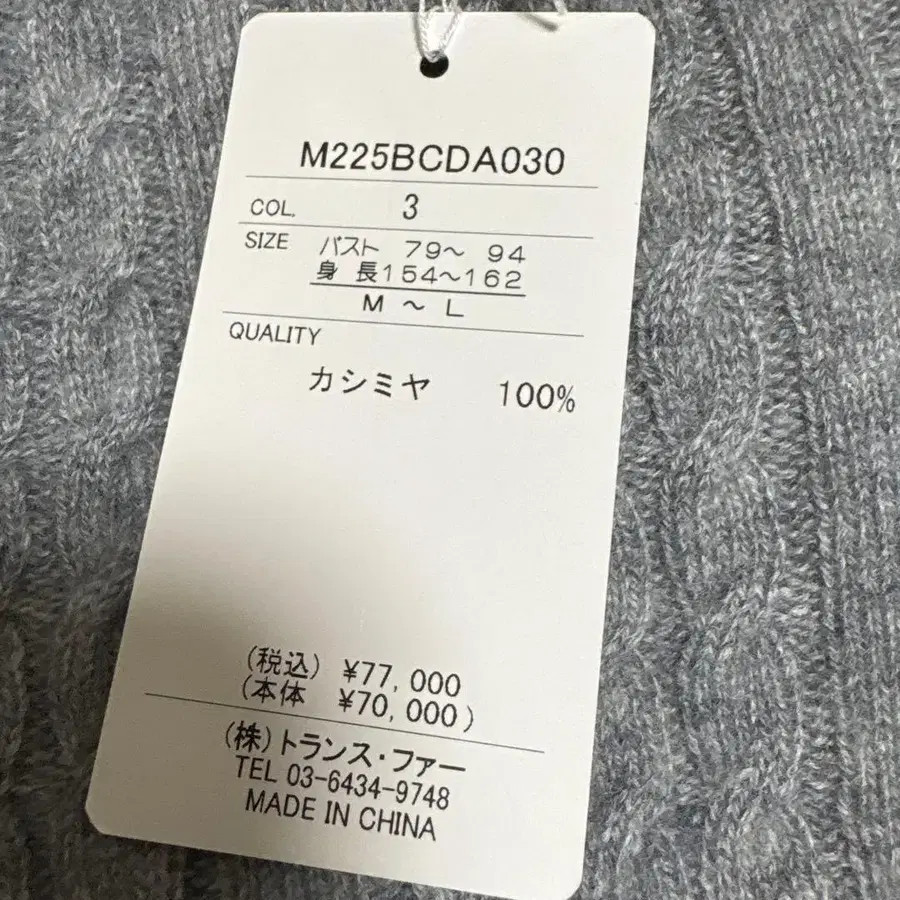 M225BCDA030
COL. 3
SIZE バスト 79～ 94
身 長154～162
M ～ L
QUALITY
カシミヤ 100%
(税込) ¥77,000
(本体 ¥70,000)
(株)トランス・ファー
TEL 03-6434-9748
MADE IN CHINA